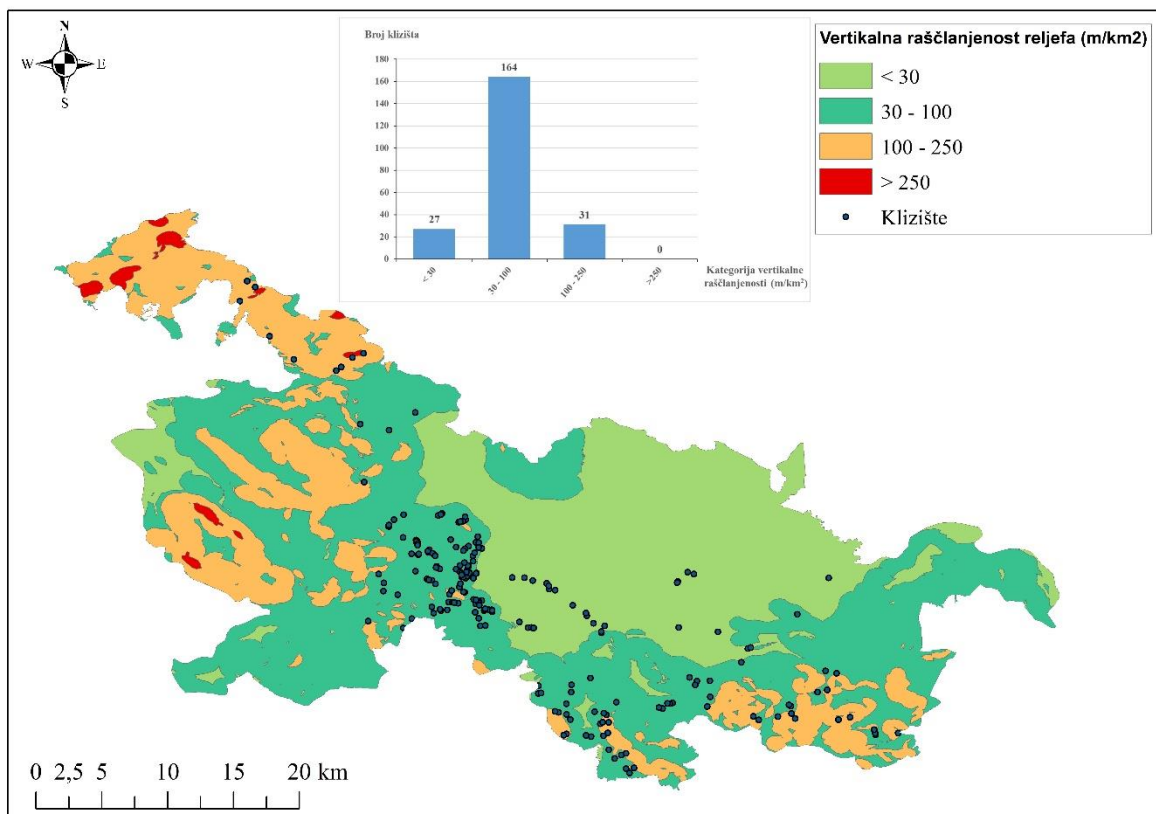 N
W E
S
Broj klizišta
180
160
140
120
100
80
60
40
20
0
27
164
31
0
< 30
30 - 100
100 - 250
>250
Kategorija vertikalne
raščlanjenosti (m/km²)
Vertikalna raščlanjenost reljefa (m/km2)
< 30
30 - 100
100 - 250
> 250
Klizište
0 2,5 5 10 15 20 km